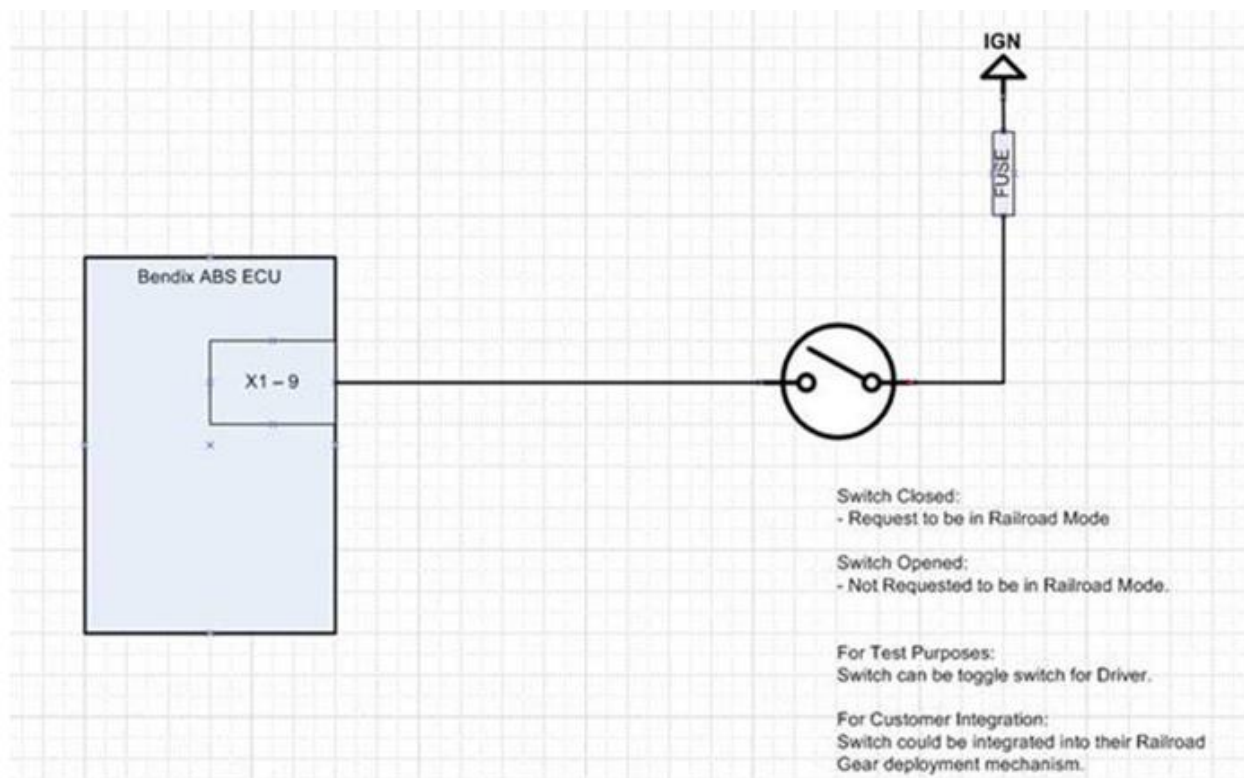 IGN
FUSE
Bendix ABS ECU
X1 – 9
Switch Closed:
- Request to be in Railroad Mode
Switch Opened:
- Not Requested to be in Railroad Mode.
For Test Purposes:
Switch can be toggle switch for Driver.
For Customer Integration:
Switch could be integrated into their Railroad
Gear deployment mechanism.